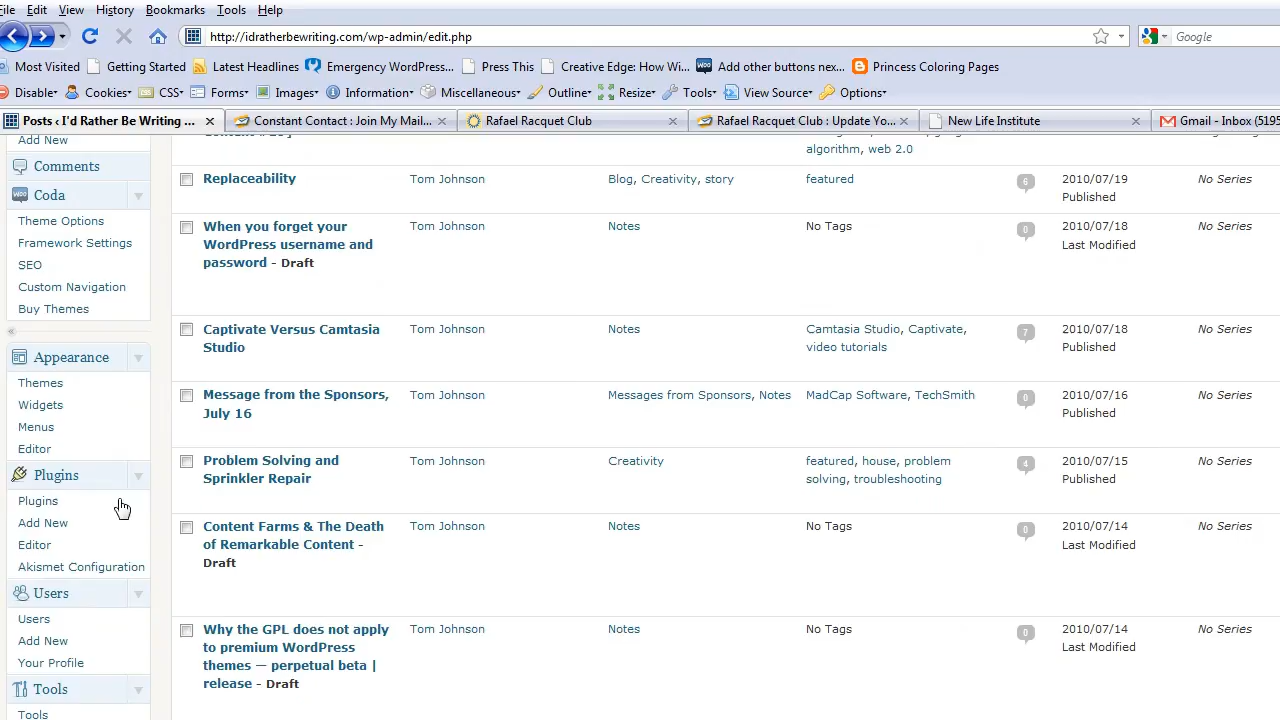 File Edit View History Bookmarks Tools Help
http://idratherbewriting.com/wp-admin/edit.php Google
Most Visited Getting Started Latest Headlines Emergency WordPress... Press This Creative Edge: How Wi... Add other buttons nex... Princess Coloring Pages
Disable▾ Cookies▾ CSS▾ Forms▾ Images▾ Information▾ Miscellaneous▾ Outline▾ Resize▾ Tools▾ View Source▾ Options▾
Posts ‹ I'd Rather Be Writing ... Constant Contact : Join My Mail... Rafael Racquet Club Rafael Racquet Club : Update Yo... New Life Institute Gmail - Inbox (5195
Add New
Comments
Coda
Theme Options
Framework Settings
SEO
Custom Navigation
Buy Themes
Appearance
Themes
Widgets
Menus
Editor
Plugins
Plugins
Add New
Editor
Akismet Configuration
Users
Users
Add New
Your Profile
Tools
Tools
algorithm, web 2.0
Replaceability Tom Johnson Blog, Creativity, story featured 6 2010/07/19 No Series
Published
When you forget your Tom Johnson Notes No Tags 0 2010/07/18 No Series
WordPress username and Last Modified
password - Draft
Captivate Versus Camtasia Tom Johnson Notes Camtasia Studio, Captivate, 7 2010/07/18 No Series
Studio video tutorials Published
Message from the Sponsors, Tom Johnson Messages from Sponsors, Notes MadCap Software, TechSmith 0 2010/07/16 No Series
July 16 Published
Problem Solving and Tom Johnson Creativity featured, house, problem 4 2010/07/15 No Series
Sprinkler Repair solving, troubleshooting Published
Content Farms & The Death Tom Johnson Notes No Tags 0 2010/07/14 No Series
of Remarkable Content - Last Modified
Draft
Why the GPL does not apply Tom Johnson Notes No Tags 0 2010/07/14 No Series
to premium WordPress Last Modified
themes — perpetual beta |
release - Draft